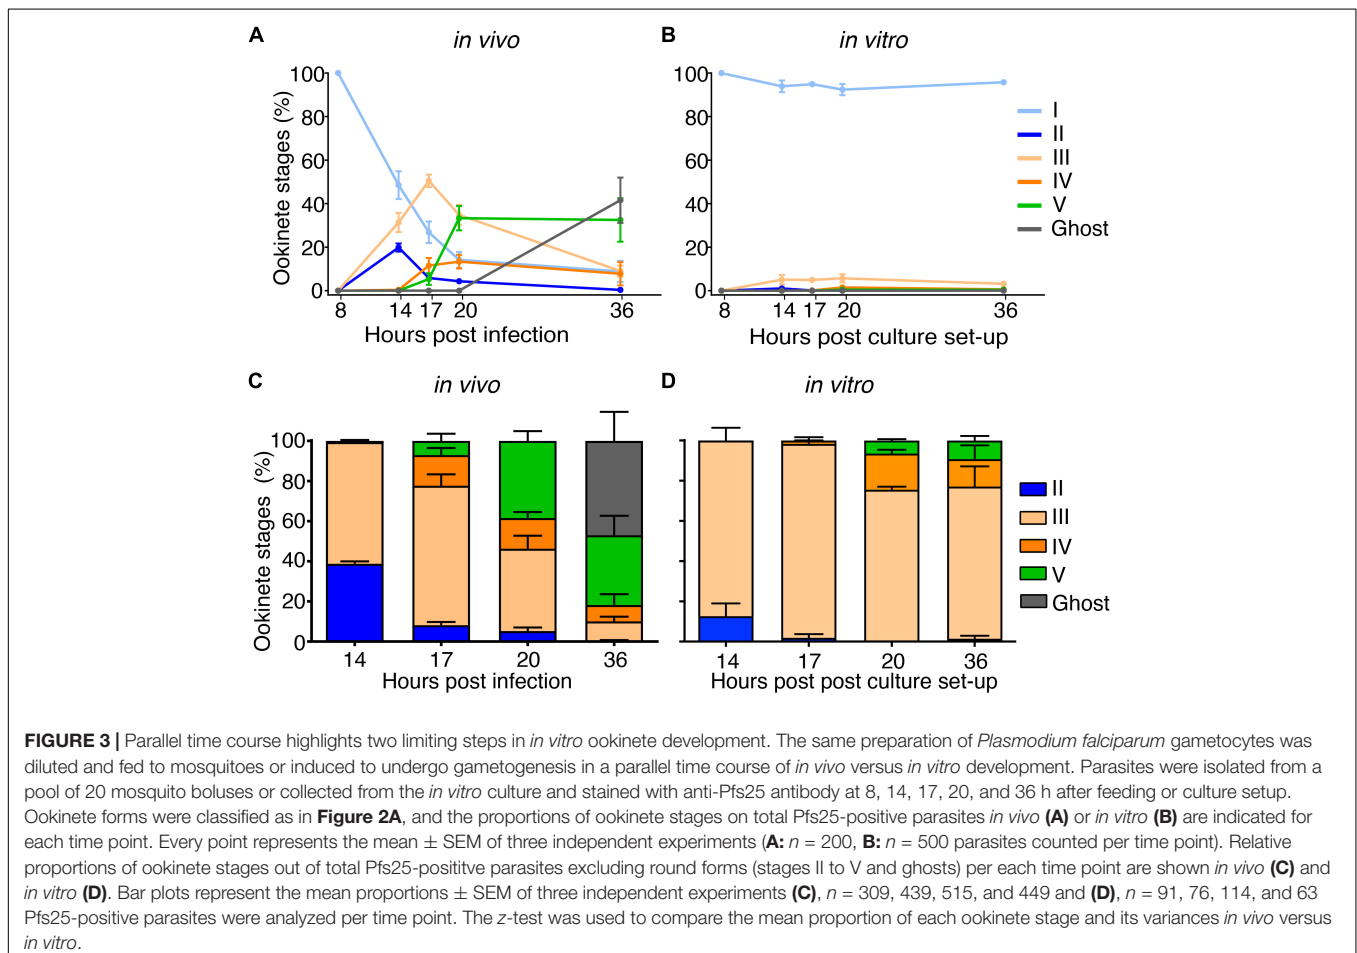 A
in vivo
B
in vitro
Ookinete stages (%)
100
80
60
40
20
0
8
14
17
20
36
Hours post infection
100
80
60
40
20
0
8
14
17
20
36
Hours post culture set-up
I
II
III
IV
V
Ghost
C
in vivo
D
in vitro
Ookinete stages (%)
100
80
60
40
20
0
14
17
20
36
Hours post infection
100
80
60
40
20
0
14
17
20
36
Hours post post culture set-up
II
III
IV
V
Ghost
FIGURE 3 | Parallel time course highlights two limiting steps in in vitro ookinete development. The same preparation of Plasmodium falciparum gametocytes was
diluted and fed to mosquitoes or induced to undergo gametogenesis in a parallel time course of in vivo versus in vitro development. Parasites were isolated from a
pool of 20 mosquito boluses or collected from the in vitro culture and stained with anti-Pfs25 antibody at 8, 14, 17, 20, and 36 h after feeding or culture setup.
Ookinete forms were classified as in Figure 2A, and the proportions of ookinete stages on total Pfs25-positive parasites in vivo (A) or in vitro (B) are indicated for
each time point. Every point represents the mean ± SEM of three independent experiments (A: n = 200, B: n = 500 parasites counted per time point). Relative
proportions of ookinete stages out of total Pfs25-posititve parasites excluding round forms (stages II to V and ghosts) per each time point are shown in vivo (C) and
in vitro (D). Bar plots represent the mean proportions ± SEM of three independent experiments (C), n = 309, 439, 515, and 449 and (D), n = 91, 76, 114, and 63
Pfs25-positive parasites were analyzed per time point. The z-test was used to compare the mean proportion of each ookinete stage and its variances in vivo versus
in vitro.